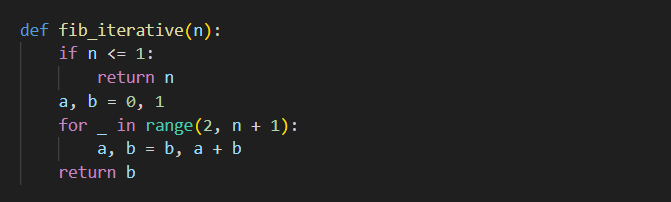 def fib_iterative(n):
    if n <= 1:
        return n
    a, b = 0, 1
    for _ in range(2, n + 1):
        a, b = b, a + b
    return b